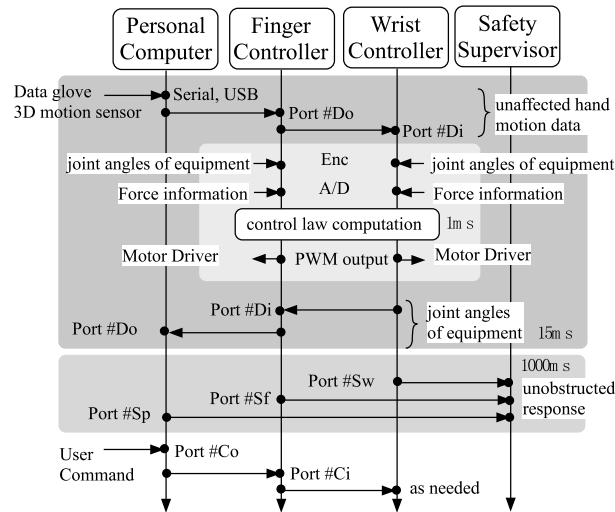 Personal Computer
Finger Controller
Wrist Controller
Safety Supervisor
Data glove
3D motion sensor
Serial, USB
Port #Do
Port #Di
unaffected hand
motion data
joint angles of equipment
Enc
joint angles of equipment
Force information
A/D
Force information
control law computation
1ms
Motor Driver
PWM output
Motor Driver
Port #Di
Port #Do
joint angles
of equipment
15ms
1000ms
Port #Sw
Port #Sf
Port #Sp
unobstructed
response
User
Command
Port #Co
Port #Ci
as needed